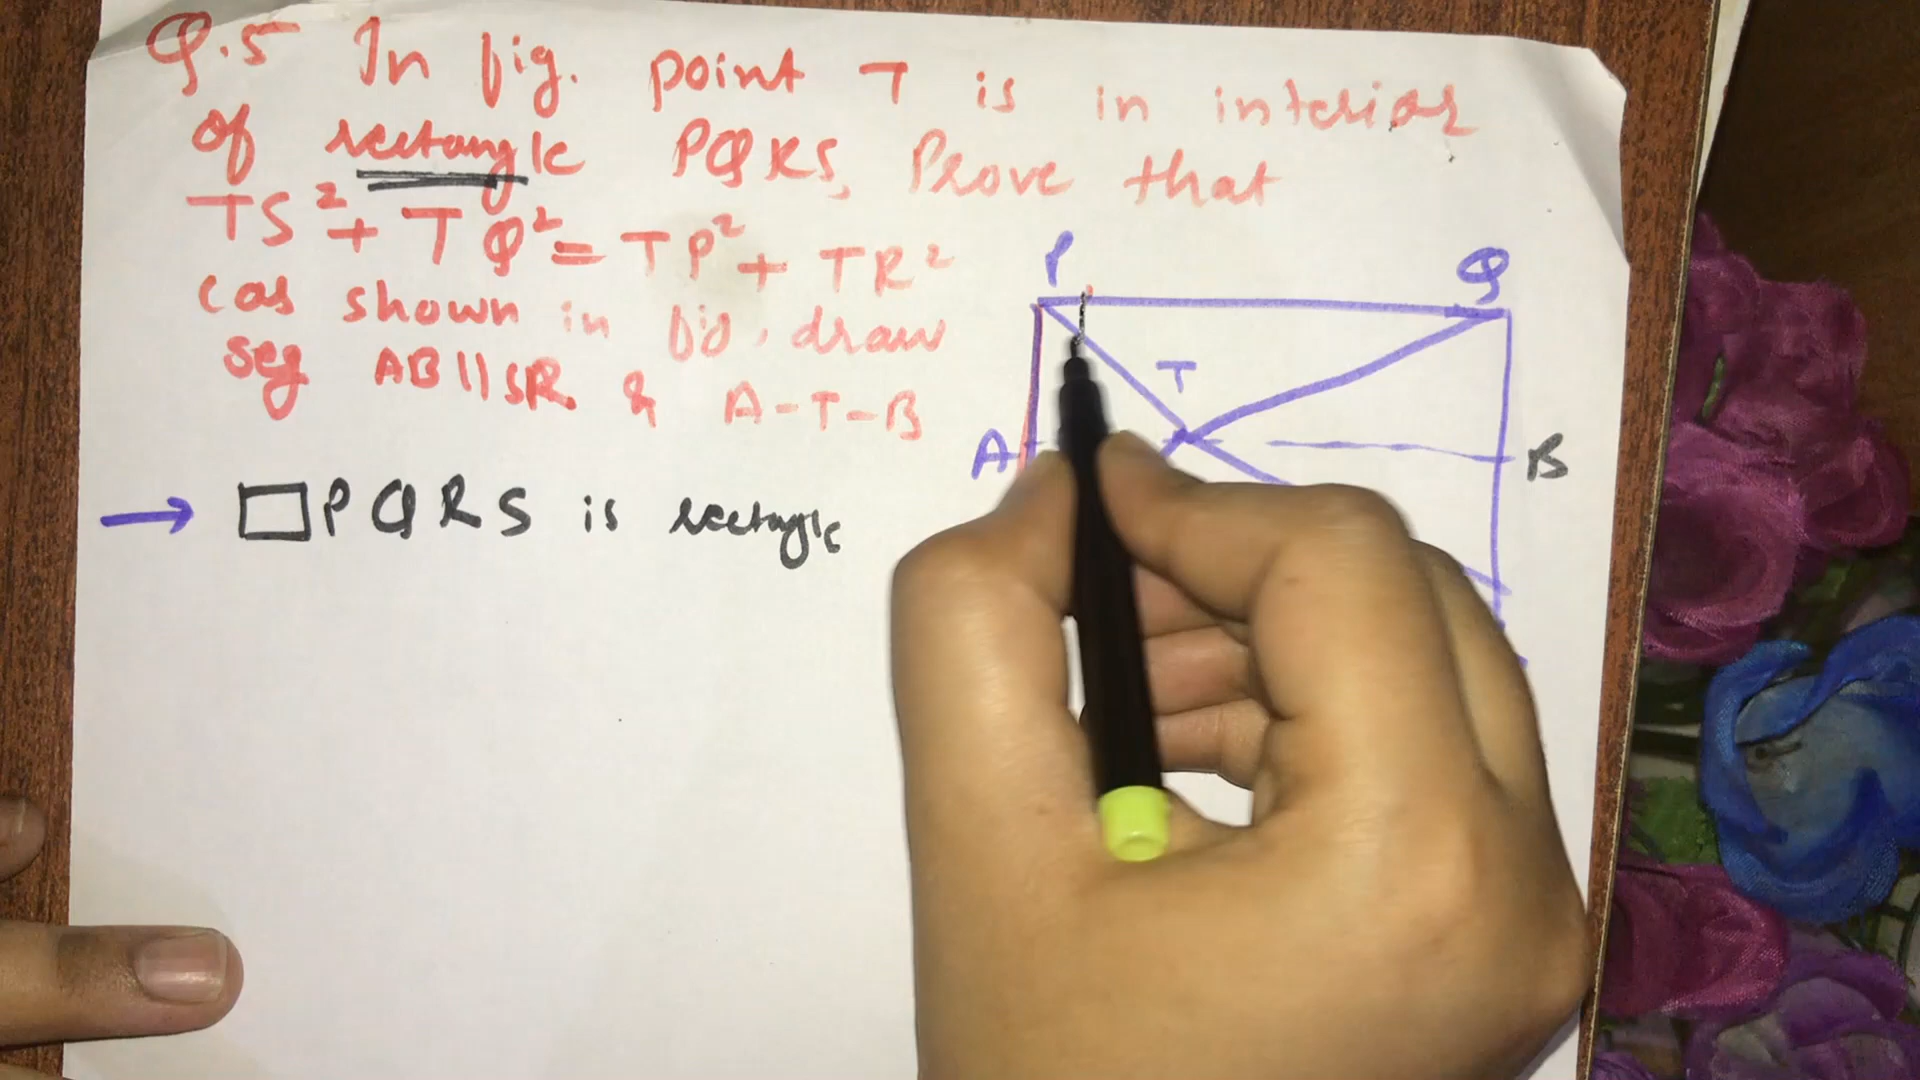 Q.5 In fig. point T is in interior
of rectangle PQRS, Prove that
TS² + TQ² = TP² + TR²
(as shown in fig, draw
seg AB || SR & A-T-B
→ □PQRS is rectagle
P
Q
T
A
B